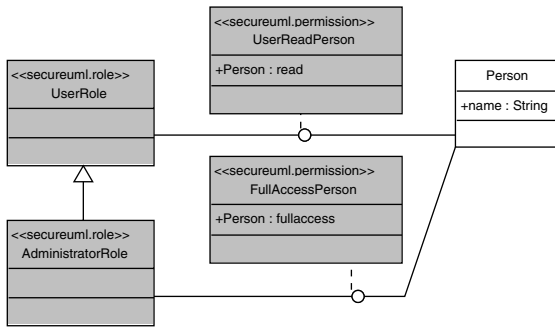 <<secureuml.permission>>
UserReadPerson
+Person : read
<<secureuml.role>>
UserRole
Person
+name : String
<<secureuml.permission>>
FullAccessPerson
+Person : fullaccess
<<secureuml.role>>
AdministratorRole